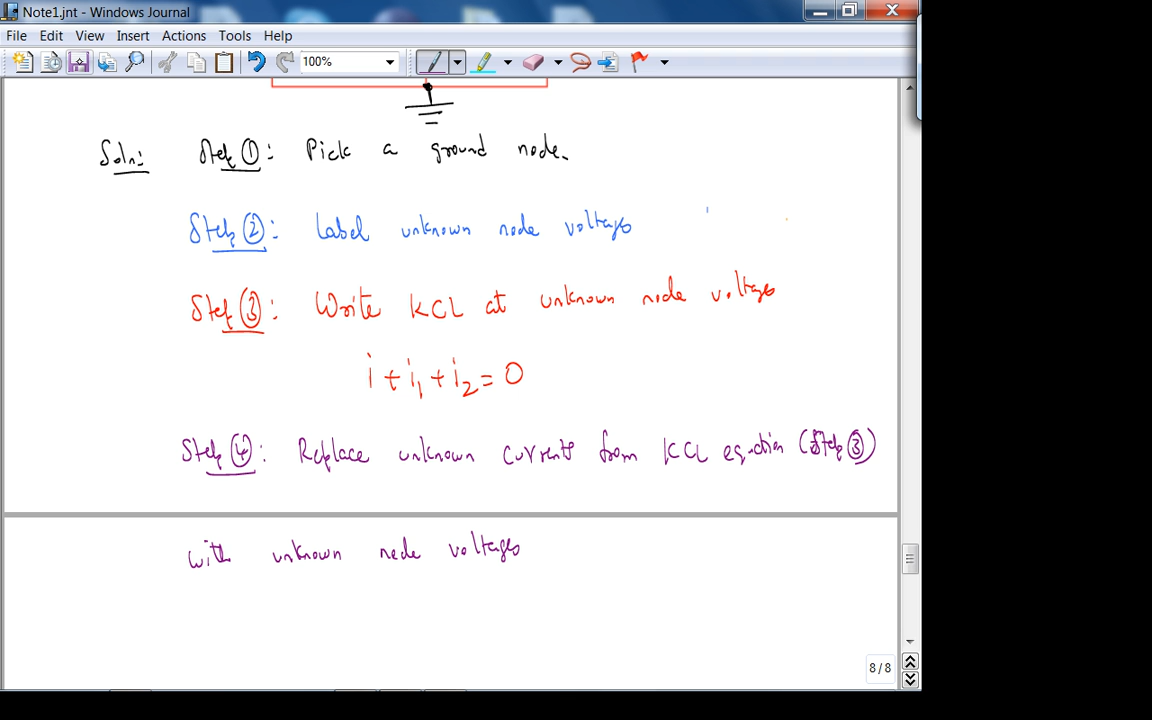 Note1.jnt - Windows Journal
File Edit View Insert Actions Tools Help
100%
Soln: Step ①: Pick a ground node.
Step ②: Label unknown node voltages
Step ③: Write KCL at unknown node voltages
i + i₁ + i₂ = 0
Step ④: Replace unknown currents from KCL equation (Step ③)
with unknown node voltages
8 / 8